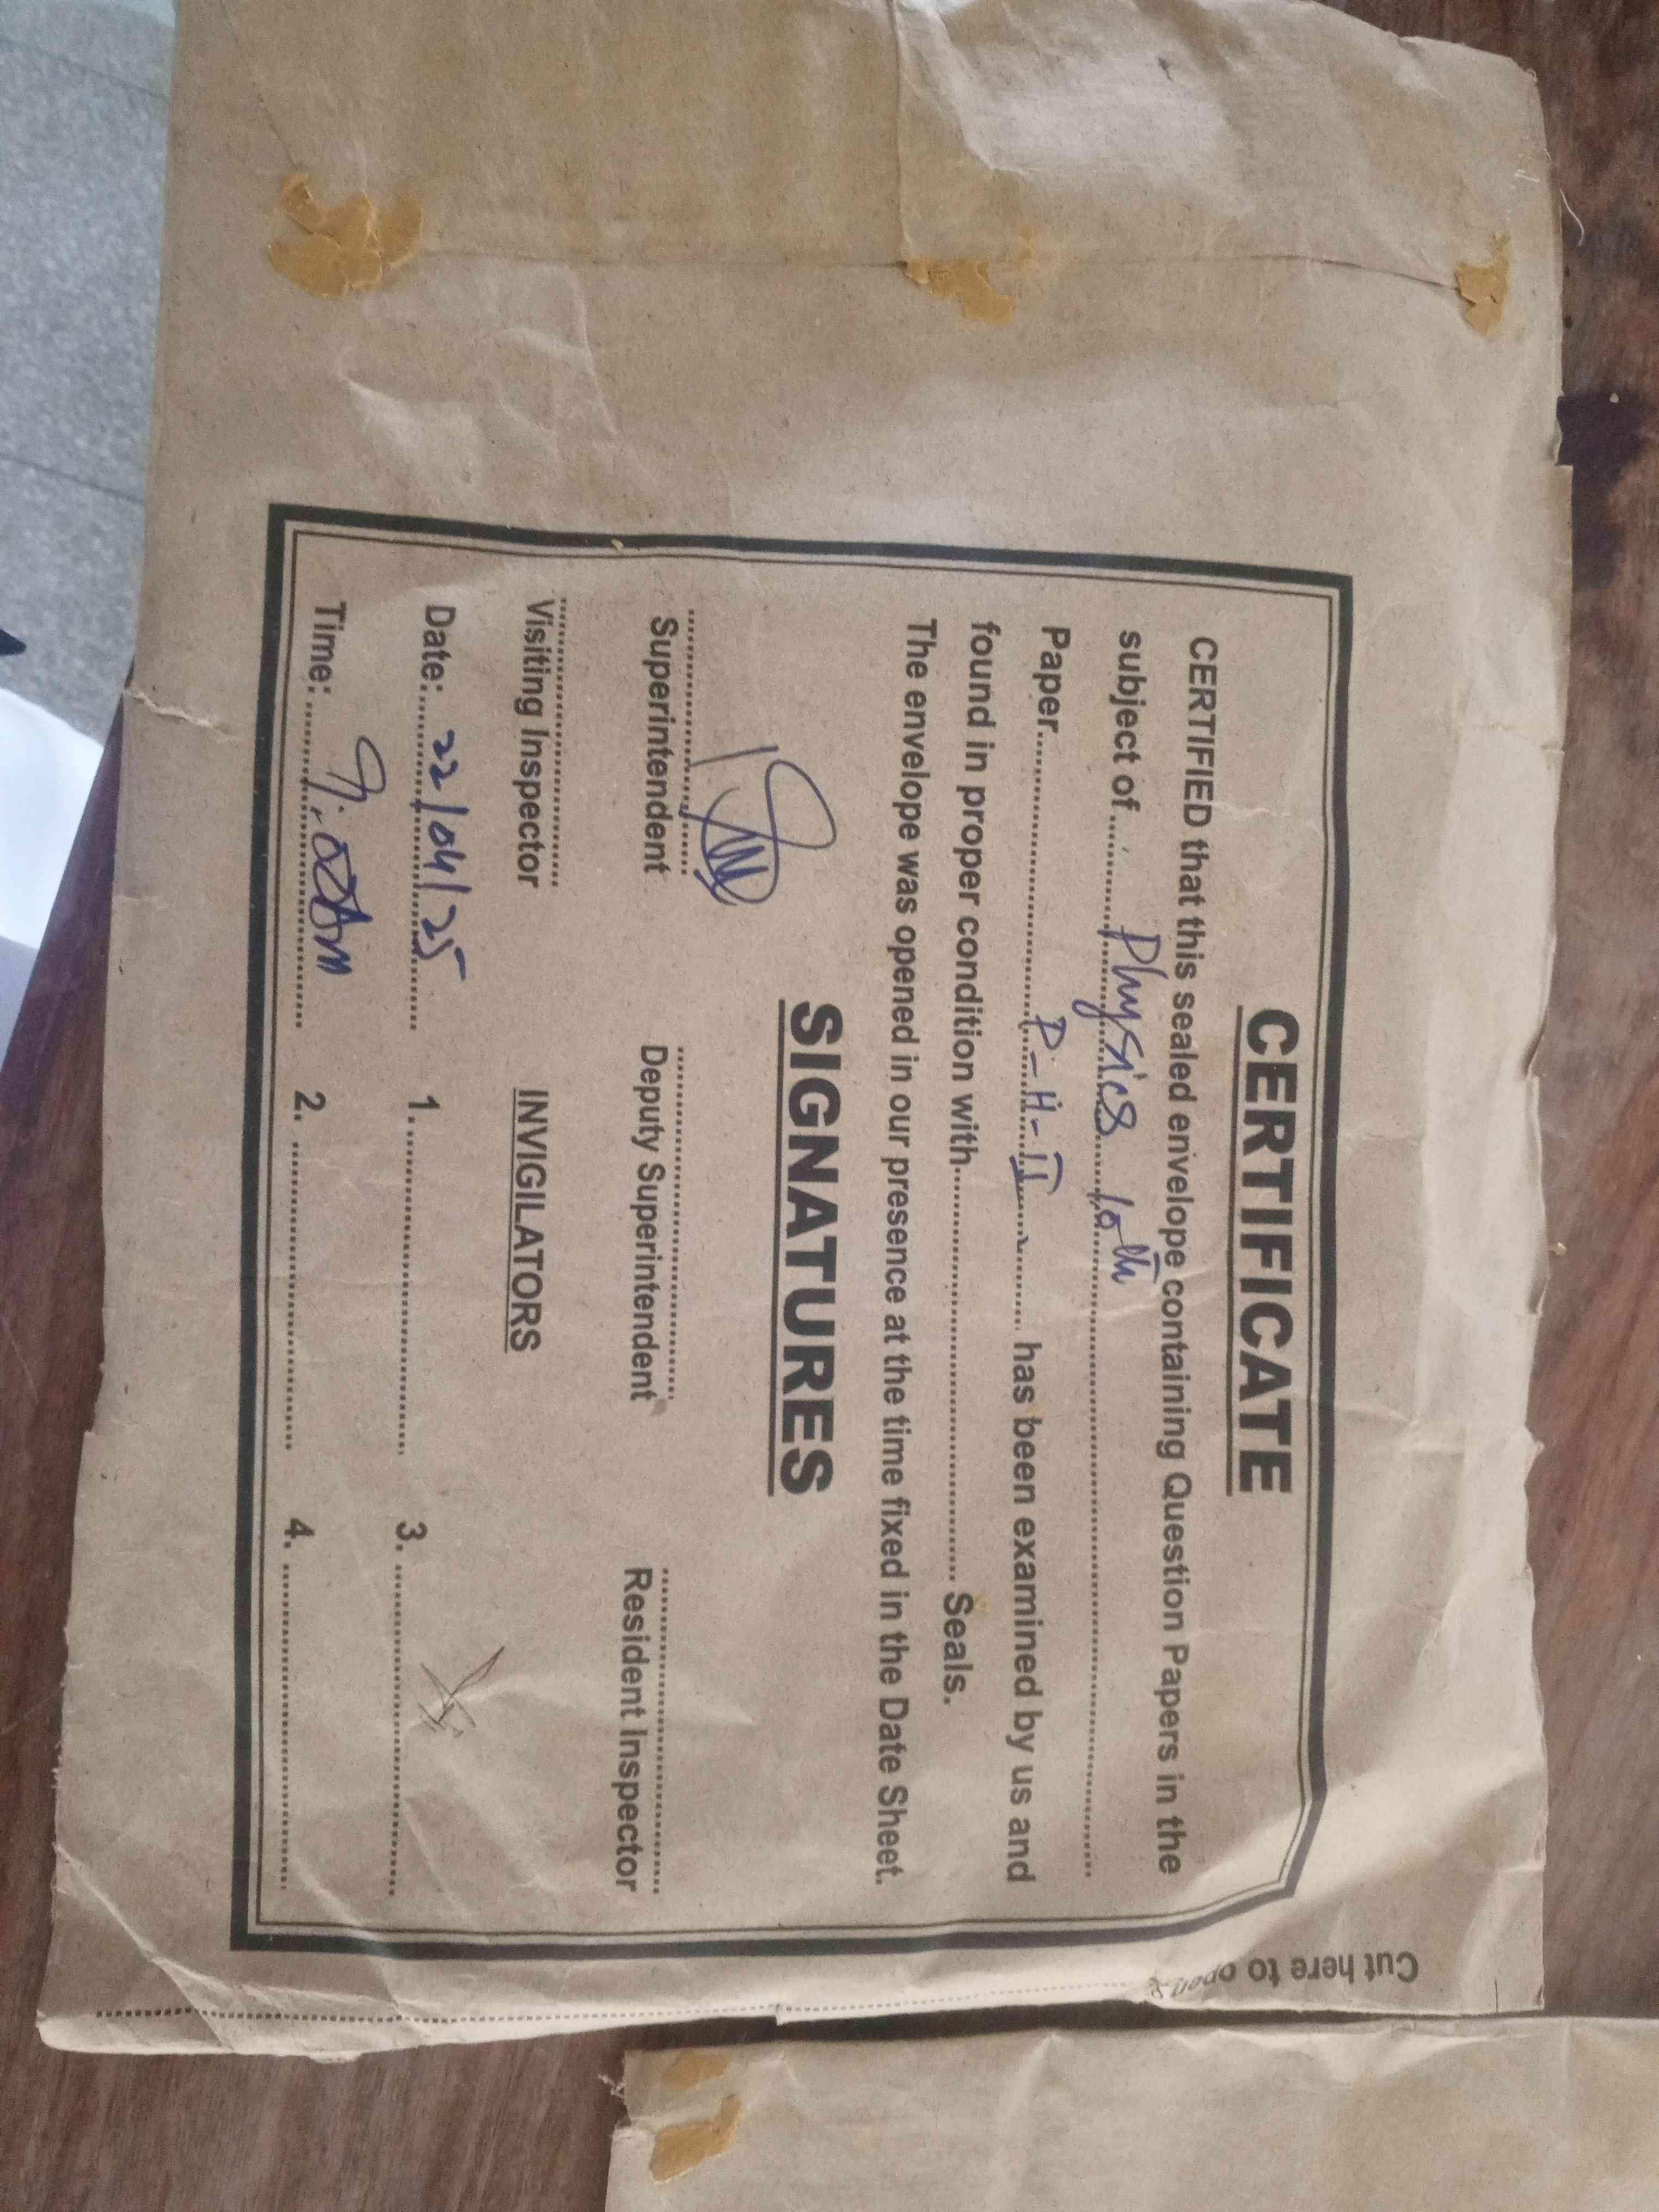 CERTIFICATE
CERTIFIED that this sealed envelope containing Question Papers in the
subject of.......... Physics 10th ..........
Paper.......... P-H-II .......... has been examined by us and
found in proper condition with.......... Seals.
The envelope was opened in our presence at the time fixed in the Date Sheet.
SIGNATURES
Superintendent Deputy Superintendent Resident Inspector
Visiting Inspector INVIGILATORS
Date: 22/04/25 1. .......... 3. ..........
Time: 9:00AM 2. .......... 4. ..........
Cut here to open